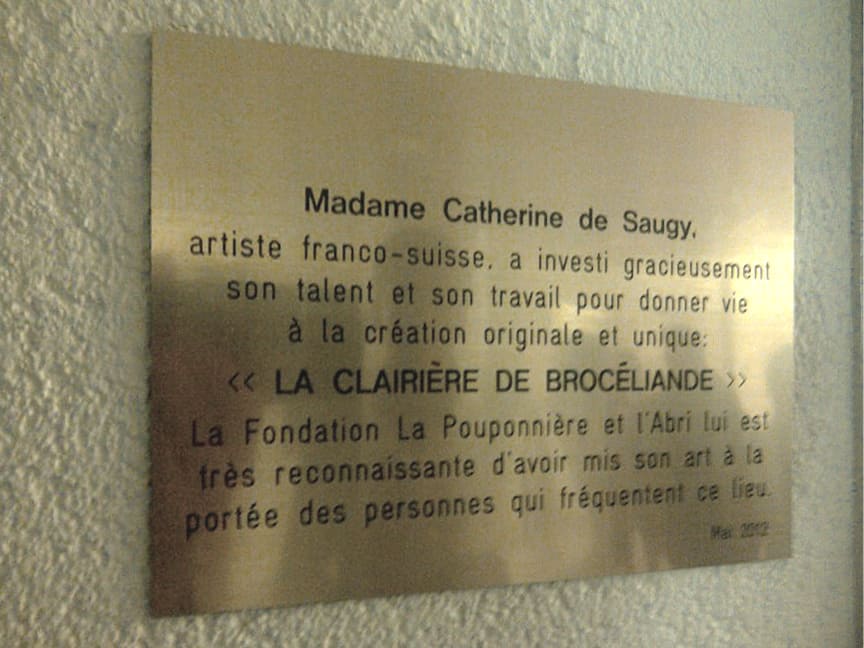 Madame Catherine de Saugy,
artiste franco-suisse, a investi gracieusement
son talent et son travail pour donner vie
à la création originale et unique:
<< LA CLAIRIÈRE DE BROCÉLIANDE >>
La Fondation La Pouponnière et l'Abri lui est
très reconnaissante d'avoir mis son art à la
portée des personnes qui fréquentent ce lieu.
Mai 2012